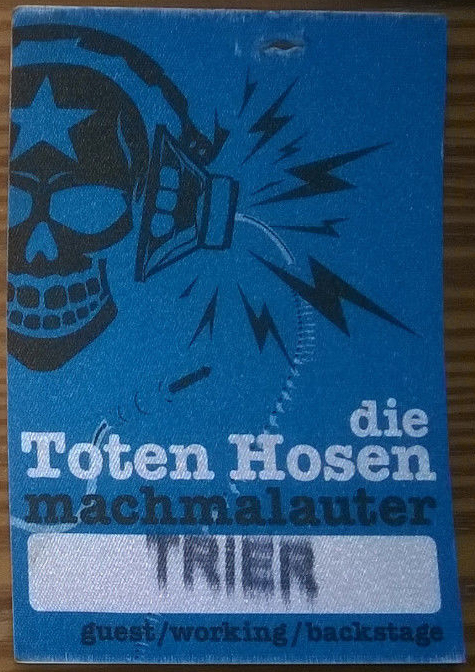 die
Toten Hosen
machmalauter
TRIER
guest/working/backstage